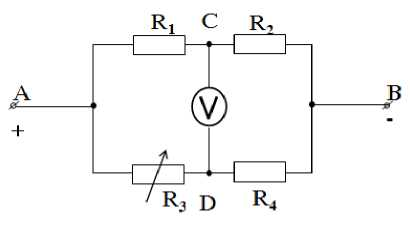 R1 C R2
A V B
+ -
R3 D R4